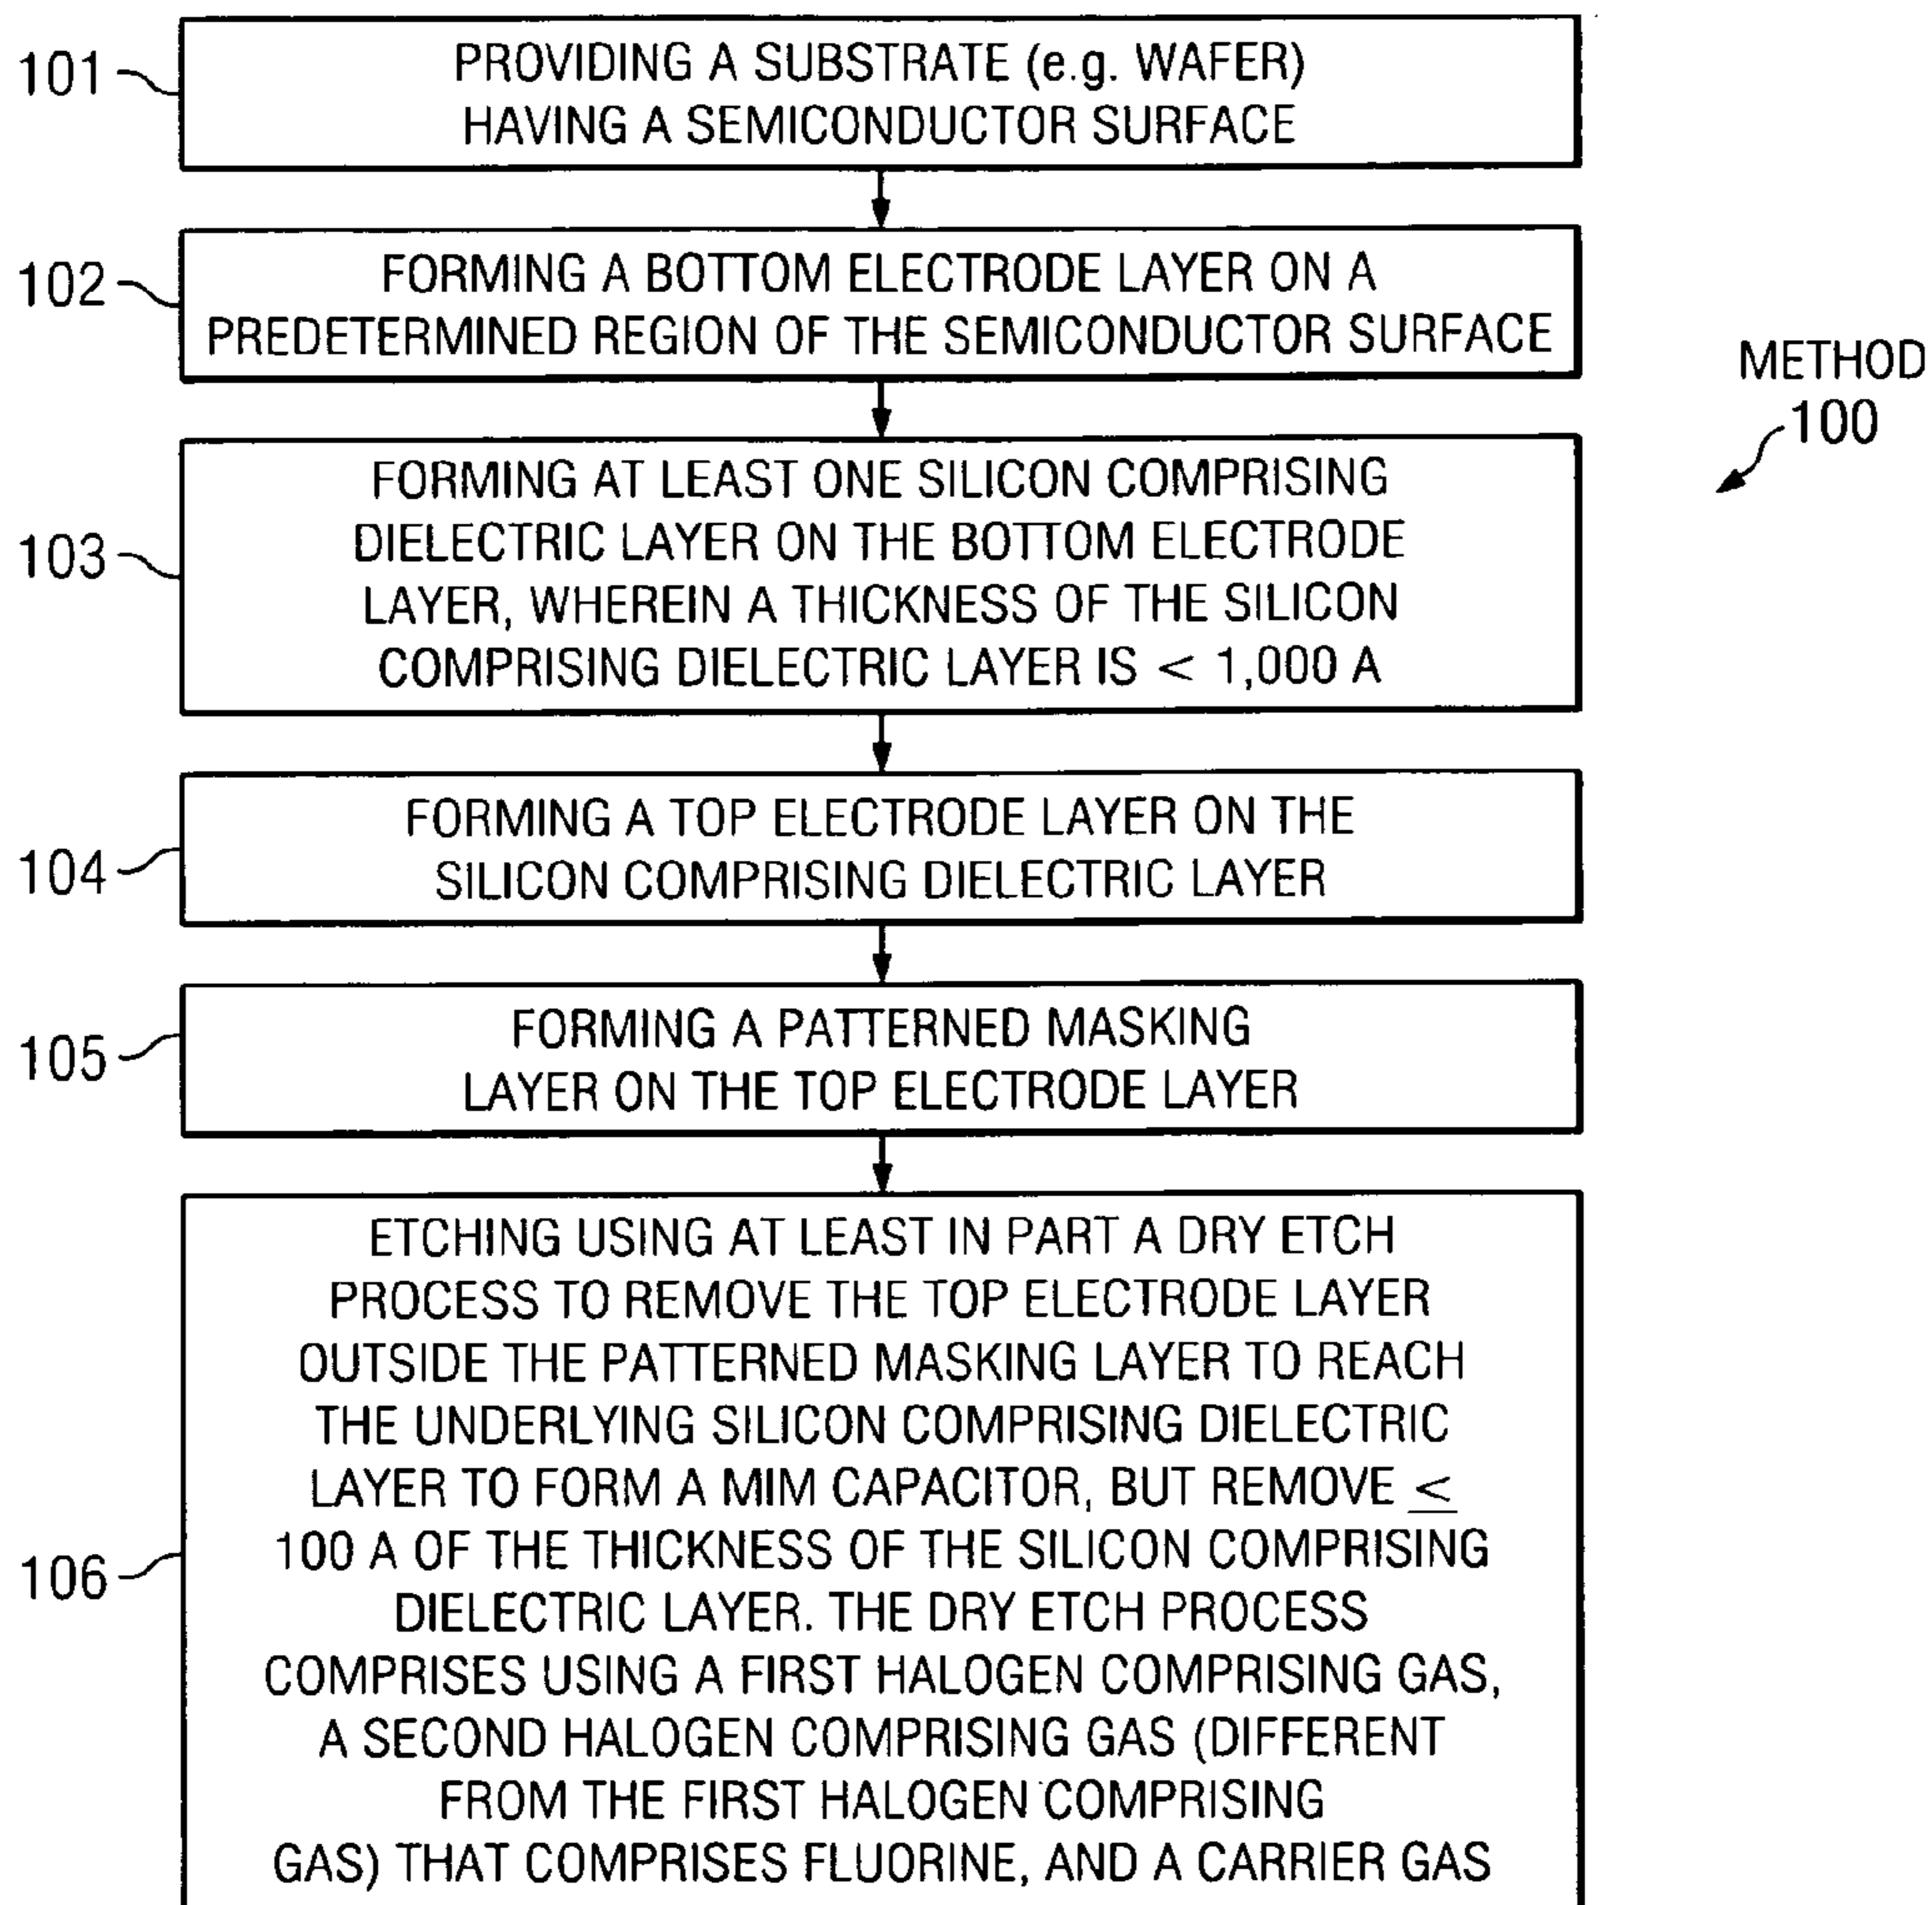 101
PROVIDING A SUBSTRATE (e.g. WAFER)
HAVING A SEMICONDUCTOR SURFACE
102
FORMING A BOTTOM ELECTRODE LAYER ON A
PREDETERMINED REGION OF THE SEMICONDUCTOR SURFACE
METHOD
100
103
FORMING AT LEAST ONE SILICON COMPRISING
DIELECTRIC LAYER ON THE BOTTOM ELECTRODE
LAYER, WHEREIN A THICKNESS OF THE SILICON
COMPRISING DIELECTRIC LAYER IS < 1,000 A
104
FORMING A TOP ELECTRODE LAYER ON THE
SILICON COMPRISING DIELECTRIC LAYER
105
FORMING A PATTERNED MASKING
LAYER ON THE TOP ELECTRODE LAYER
106
ETCHING USING AT LEAST IN PART A DRY ETCH
PROCESS TO REMOVE THE TOP ELECTRODE LAYER
OUTSIDE THE PATTERNED MASKING LAYER TO REACH
THE UNDERLYING SILICON COMPRISING DIELECTRIC
LAYER TO FORM A MIM CAPACITOR, BUT REMOVE ≤
100 A OF THE THICKNESS OF THE SILICON COMPRISING
DIELECTRIC LAYER. THE DRY ETCH PROCESS
COMPRISES USING A FIRST HALOGEN COMPRISING GAS,
A SECOND HALOGEN COMPRISING GAS (DIFFERENT
FROM THE FIRST HALOGEN COMPRISING
GAS) THAT COMPRISES FLUORINE, AND A CARRIER GAS